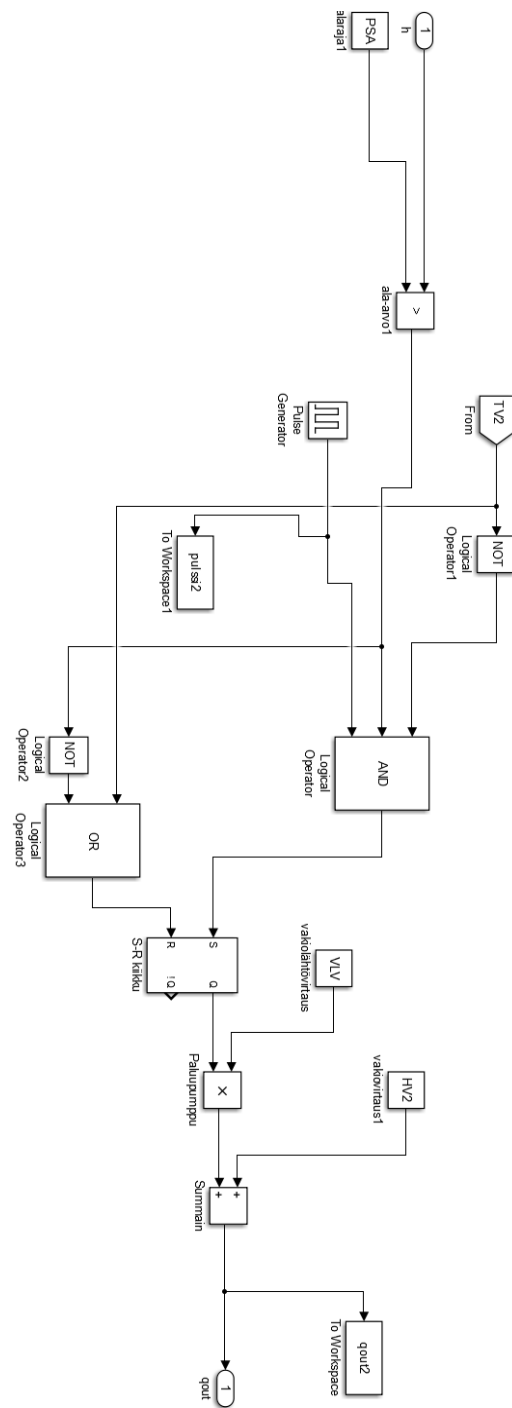 1
h
PSA
alaraja1
>
ala-arvo1
TV2
From
Pulse
Generator
NOT
Logical
Operator1
pulssi2
To Workspace1
AND
Logical
Operator
NOT
Logical
Operator2
OR
Logical
Operator3
S
Q
R
!Q
S-R kiikku
VLV
vakiolähtövirtaus
×
Paluupumppu
HV2
vakiovirtaus1
+
+
Summain
qout2
To Workspace
1
qout